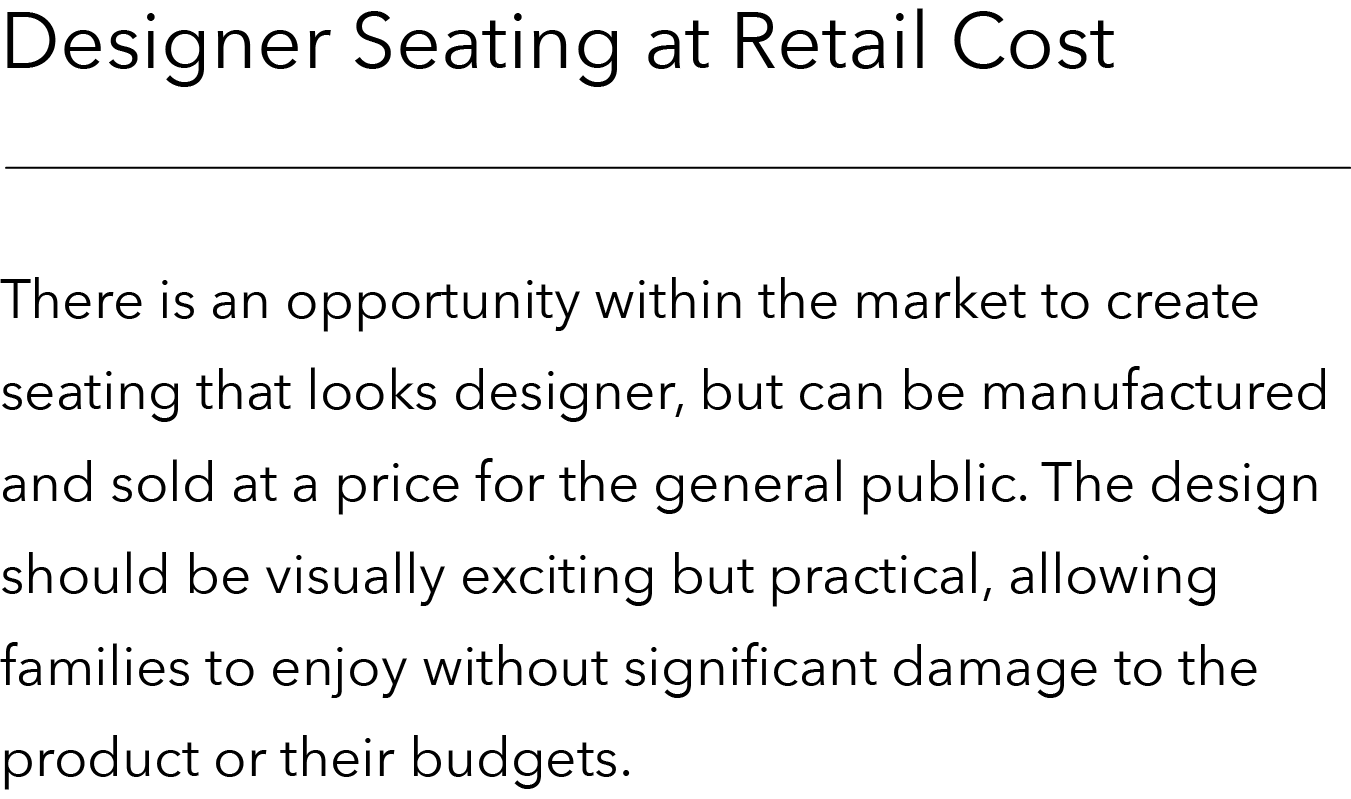 Designer Seating at Retail Cost
There is an opportunity within the market to create
seating that looks designer, but can be manufactured
and sold at a price for the general public. The design
should be visually exciting but practical, allowing
families to enjoy without significant damage to the
product or their budgets.